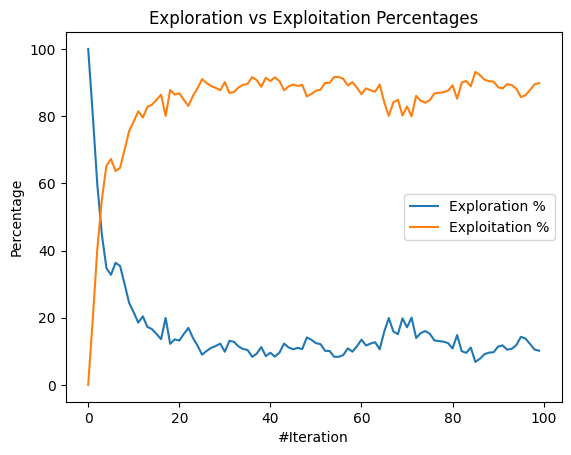 Exploration vs Exploitation Percentages
100
80
60
40
20
0
Percentage
Exploration %
Exploitation %
0 20 40 60 80 100
#Iteration